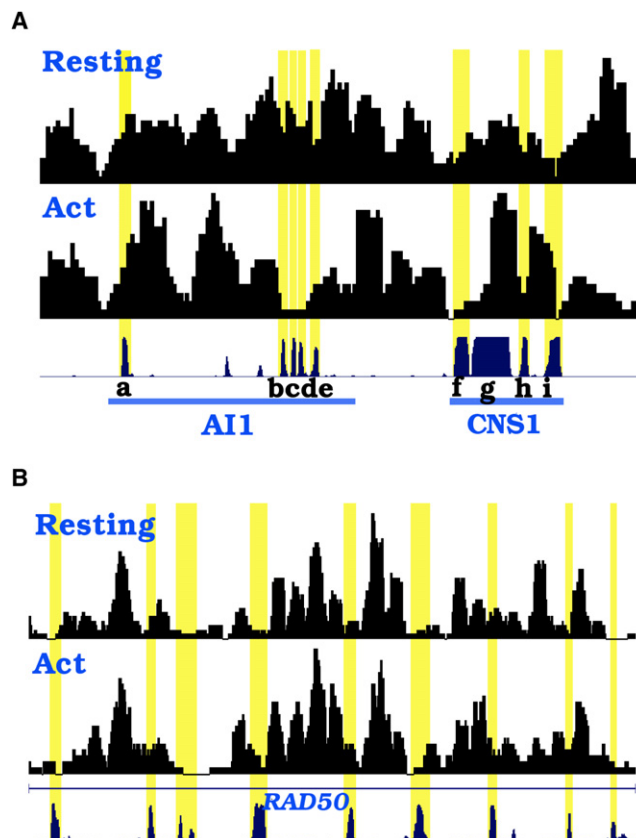 A
Resting
Act
a bcde f g h i
AI1 CNS1
B
Resting
Act
RAD50